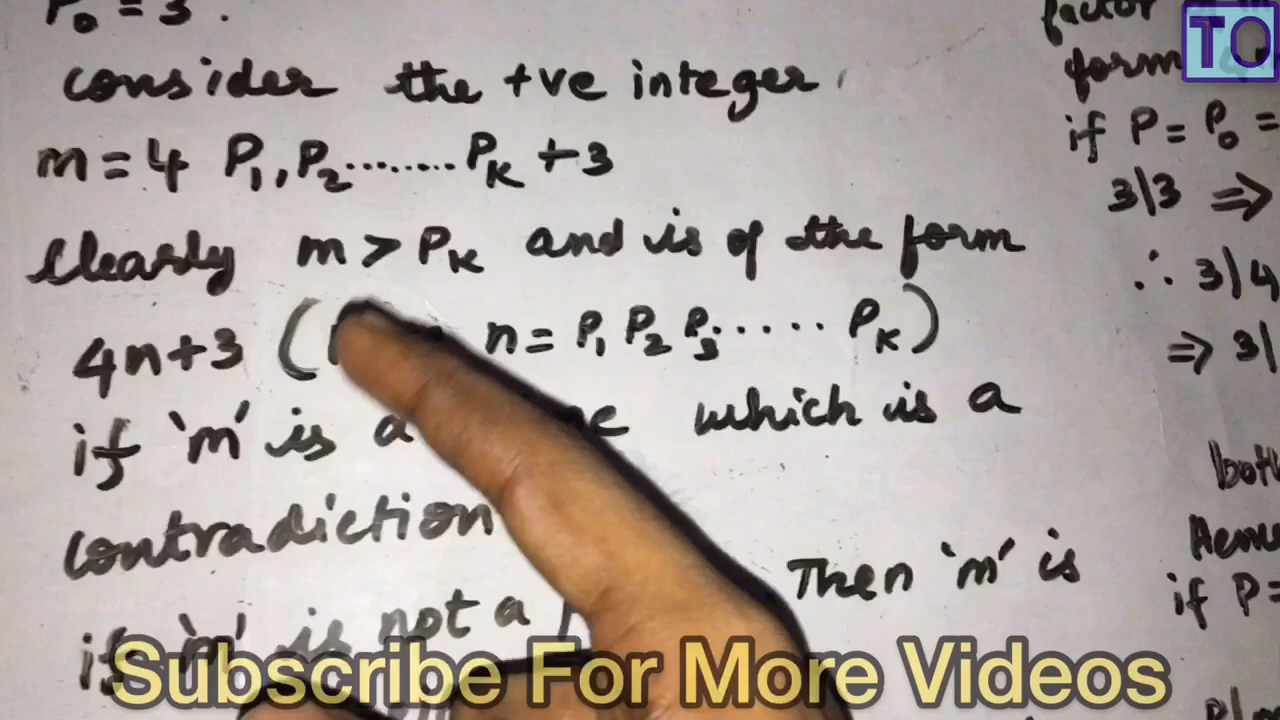 P₀ = 3.
consider the +ve integer
m = 4 P₁, P₂ ........ Pₖ + 3
clearly m > Pₖ and is of the form
4n+3 ( n = P₁ P₂ P₃ ..... Pₖ)
if 'm' is a which is a
contradiction
if 'm' is not a Then 'm' is
factor
form
if P = P₀ =
3|3 ⇒
∴ 3|4
⇒ 3|
both
Hence
if P =
TO
Subscribe For More Videos